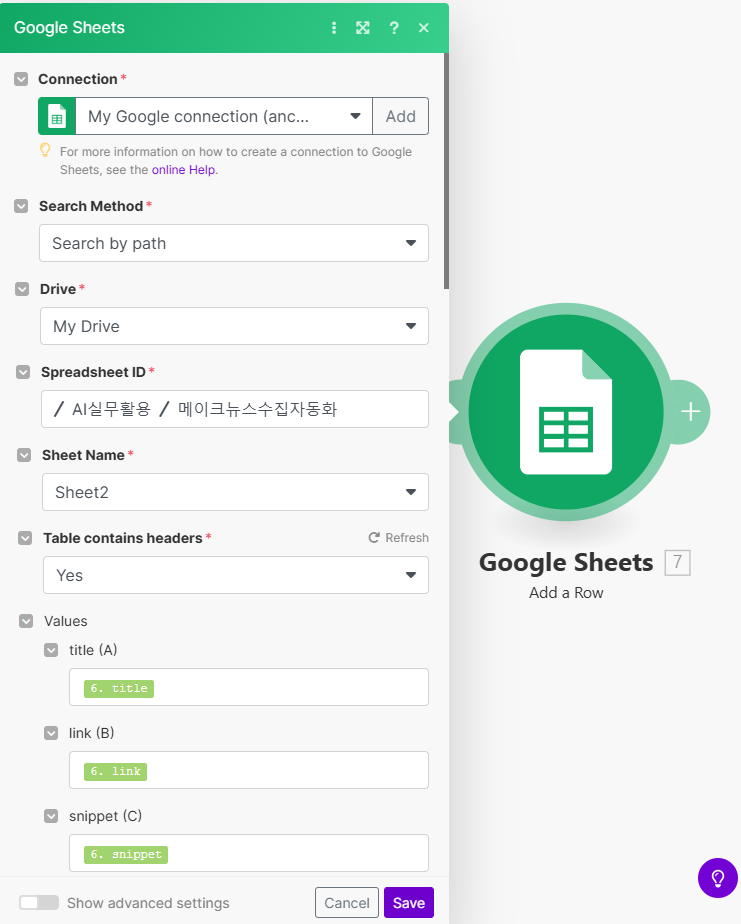 Google Sheets
Connection *
My Google connection (anc...
Add
For more information on how to create a connection to Google
Sheets, see the online Help.
Search Method *
Search by path
Drive *
My Drive
Spreadsheet ID *
/ AI실무활용 / 메이크뉴스수집자동화
Sheet Name *
Sheet2
Table contains headers *
Refresh
Yes
Values
title (A)
6. title
link (B)
6. link
snippet (C)
6. snippet
Show advanced settings
Cancel
Save
Google Sheets 7
Add a Row